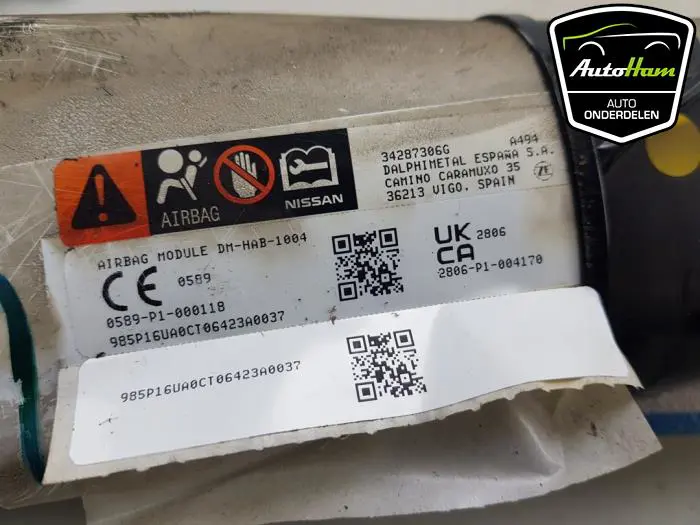 AutoHam
AUTO
ONDERDELEN
AIRBAG
NISSAN
34287306G A494
DALPHIMETAL ESPAÑA S.A.
CAMINO CARAMUXO 35
36213 VIGO. SPAIN
AIRBAG MODULE DM-HAB-1004
CE 0589
0589-P1-000118
985P16UA0CT06423A0037
UK
CA 2806
2806-P1-004170
985P16UA0CT06423A0037